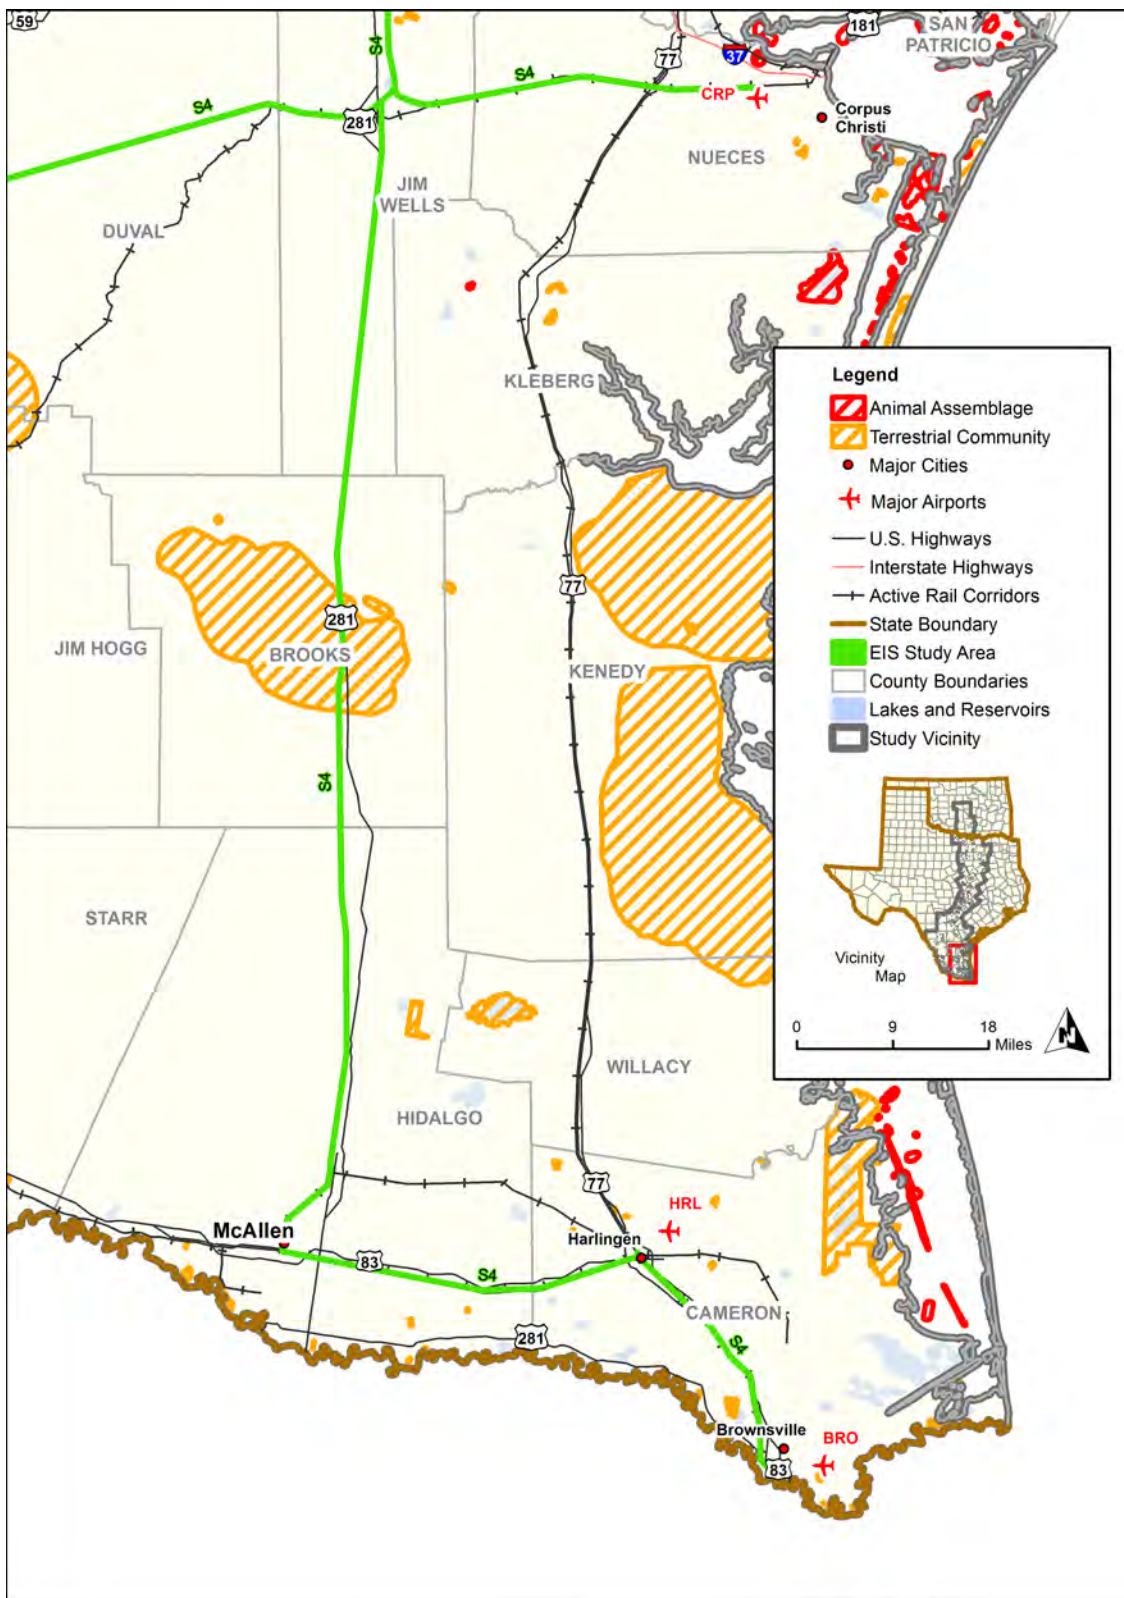 59
181
SAN
PATRICIO
S4
77
37
S4
CRP
S4
281
Corpus
Christi
NUECES
JIM
WELLS
DUVAL
KLEBERG
Legend
Animal Assemblage
Terrestrial Community
Major Cities
Major Airports
U.S. Highways
Interstate Highways
Active Rail Corridors
State Boundary
EIS Study Area
County Boundaries
Lakes and Reservoirs
Study Vicinity
77
281
JIM HOGG
BROOKS
KENEDY
S4
STARR
Vicinity
Map
0 9 18
Miles
N
WILLACY
HIDALGO
77
HRL
McAllen
Harlingen
83
S4
CAMERON
281
S4
Brownsville
BRO
83